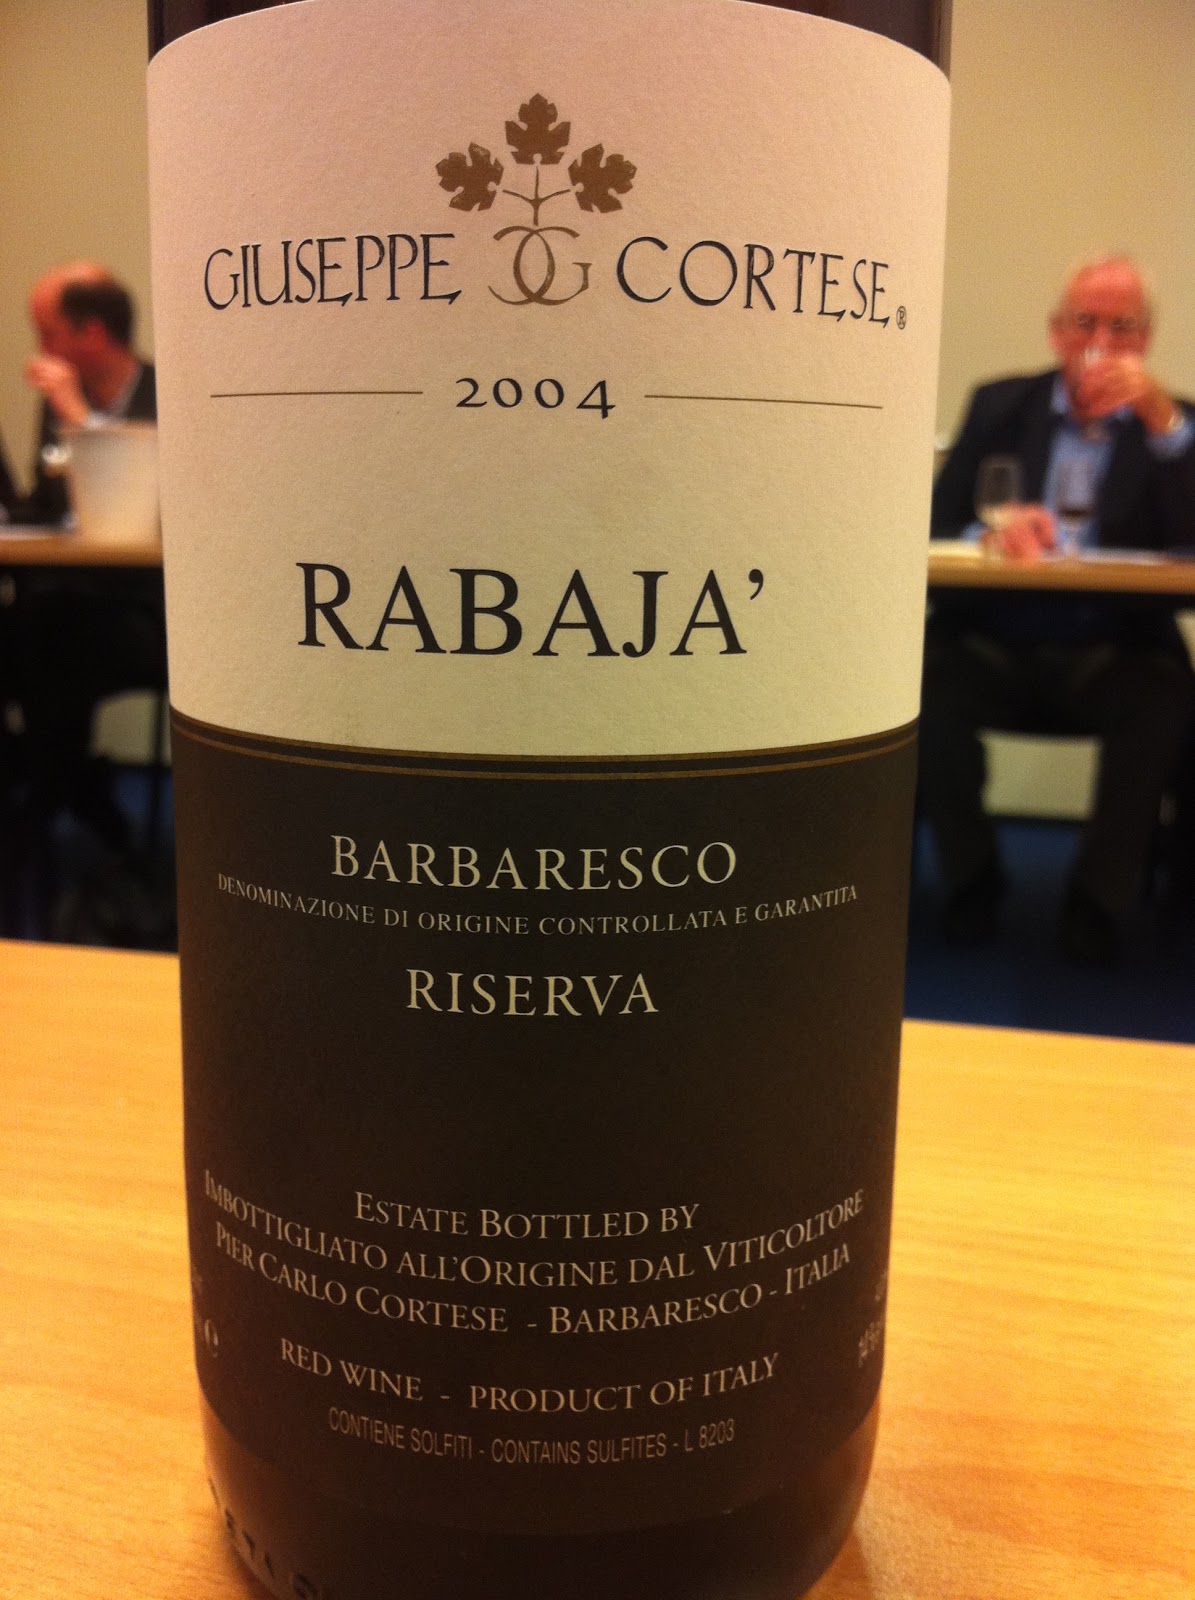 GIUSEPPE CORTESE®
2004
RABAJA'
BARBARESCO
DENOMINAZIONE DI ORIGINE CONTROLLATA E GARANTITA
RISERVA
ESTATE BOTTLED BY
IMBOTTIGLIATO ALL'ORIGINE DAL VITICOLTORE
PIER CARLO CORTESE - BARBARESCO - ITALIA
RED WINE - PRODUCT OF ITALY
CONTIENE SOLFITI - CONTAINS SULFITES - L 8203